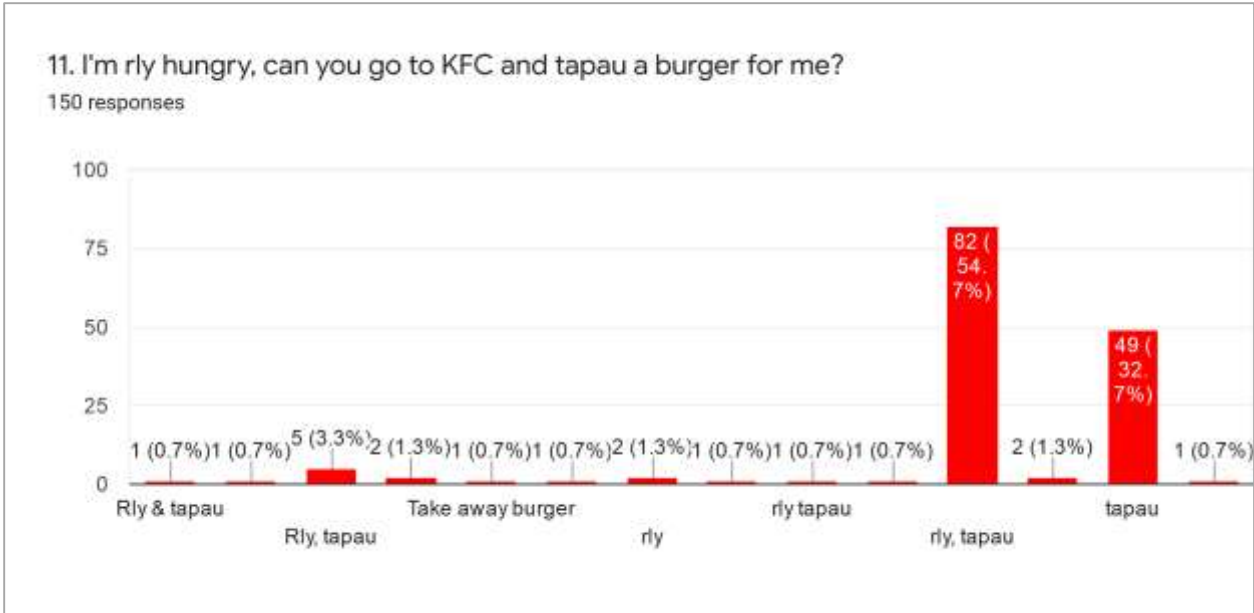 11. I'm rly hungry, can you go to KFC and tapau a burger for me?
150 responses
100
75
50
25
0
1 (0.7%)
1 (0.7%)
5 (3.3%)
2 (1.3%)
1 (0.7%)
1 (0.7%)
2 (1.3%)
1 (0.7%)
1 (0.7%)
1 (0.7%)
82 (
54.
7%)
2 (1.3%)
49 (
32.
7%)
1 (0.7%)
Rly & tapau
Take away burger
rly tapau
tapau
Rly, tapau
rly
rly, tapau